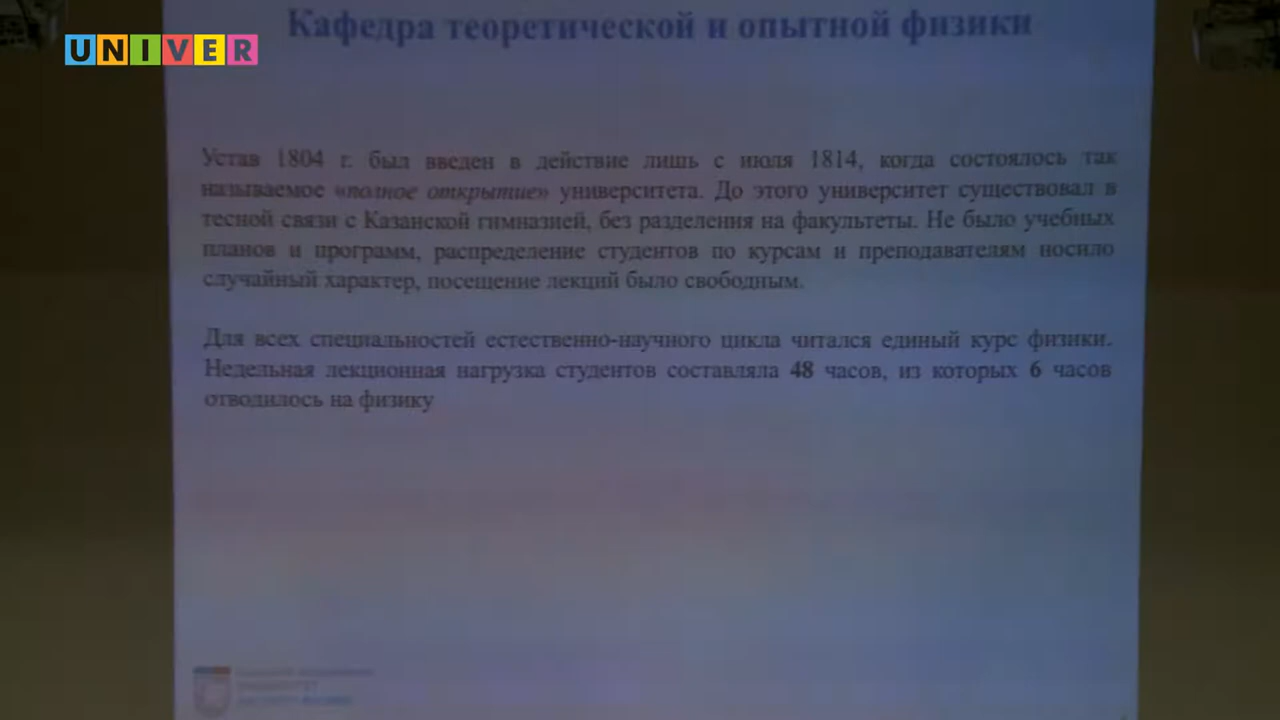 Кафедра теоретической и опытной физики
UNIVER
Устав 1804 г. был введен в действие лишь с июля 1814, когда состоялось так
называемое «полное открытие» университета. До этого университет существовал в
тесной связи с Казанской гимназией, без разделения на факультеты. Не было учебных
планов и программ, распределение студентов по курсам и преподавателям носило
случайный характер, посещение лекций было свободным.
Для всех специальностей естественно-научного цикла читался единый курс физики.
Недельная лекционная нагрузка студентов составляла 48 часов, из которых 6 часов
отводилось на физику